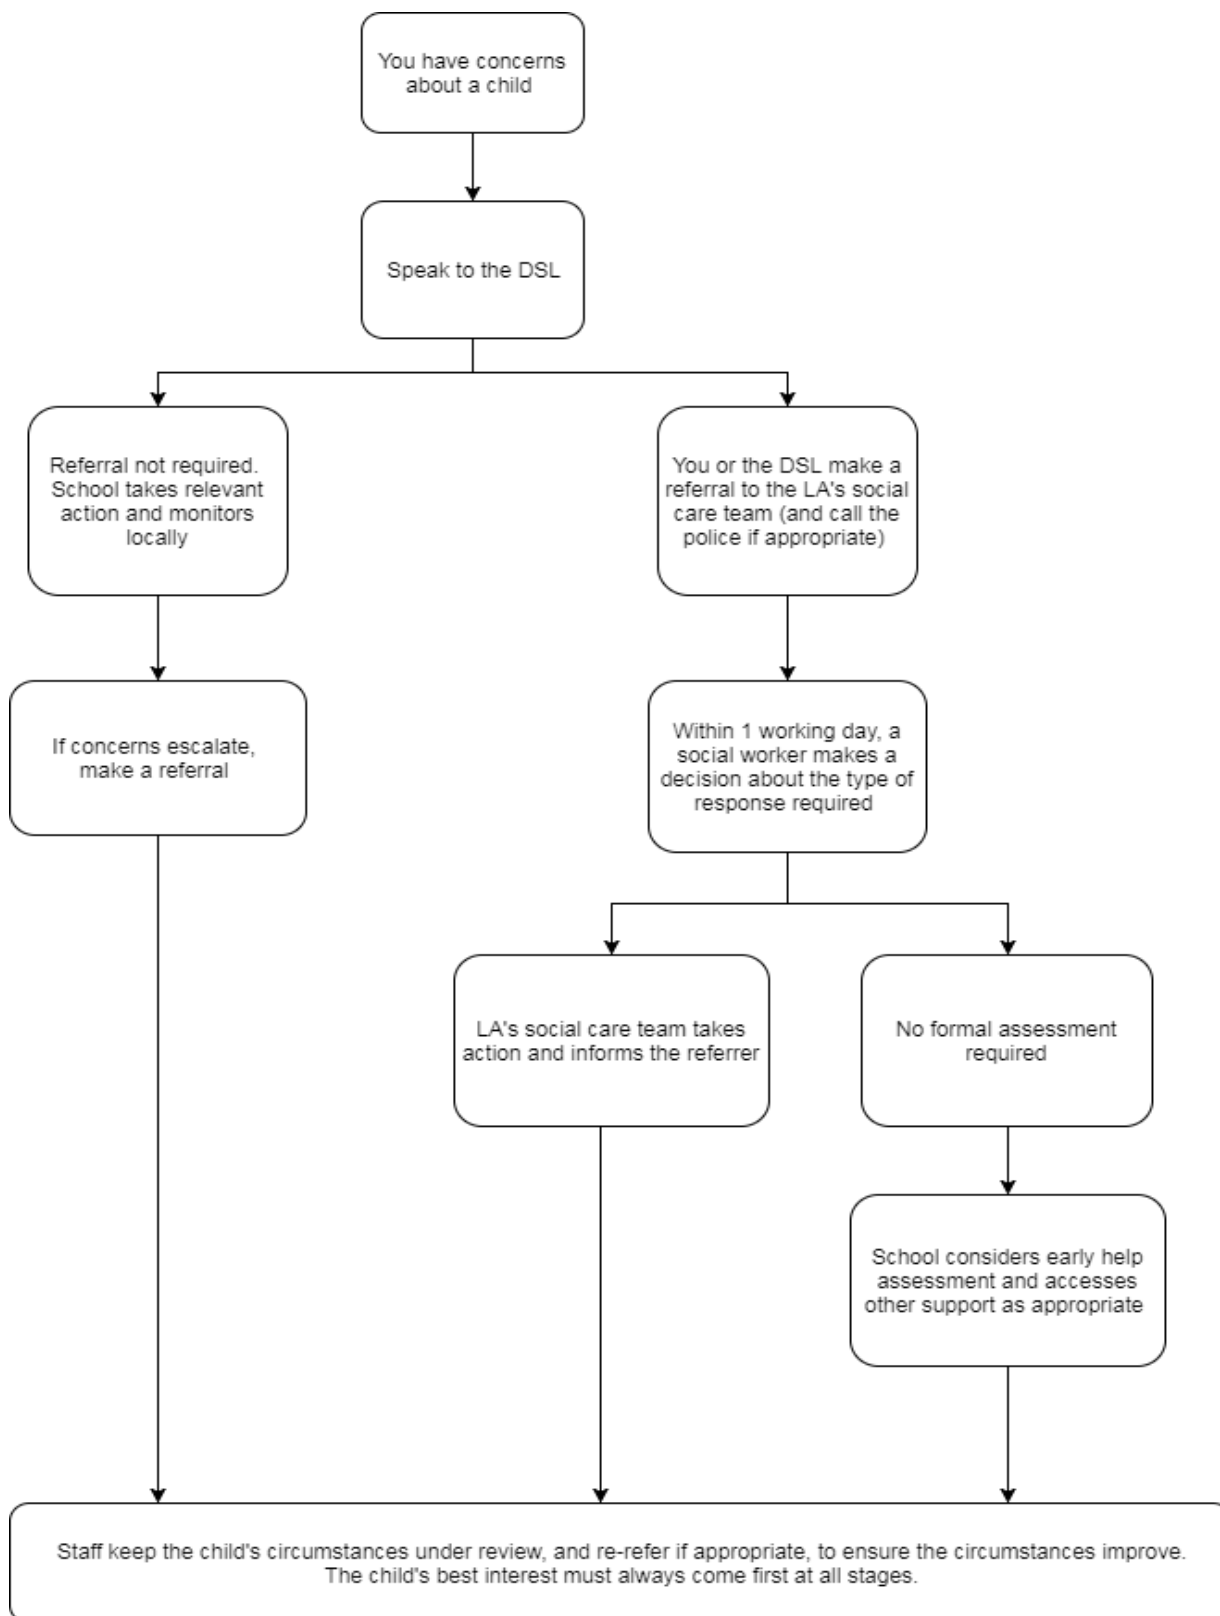 You have concerns
about a child
Speak to the DSL
Referral not required.
School takes relevant
action and monitors
locally
You or the DSL make a
referral to the LA's social
care team (and call the
police if appropriate)
If concerns escalate,
make a referral
Within 1 working day, a
social worker makes a
decision about the type of
response required
LA's social care team takes
action and informs the referrer
No formal assessment
required
School considers early help
assessment and accesses
other support as appropriate
Staff keep the child's circumstances under review, and re-refer if appropriate, to ensure the circumstances improve.
The child's best interest must always come first at all stages.